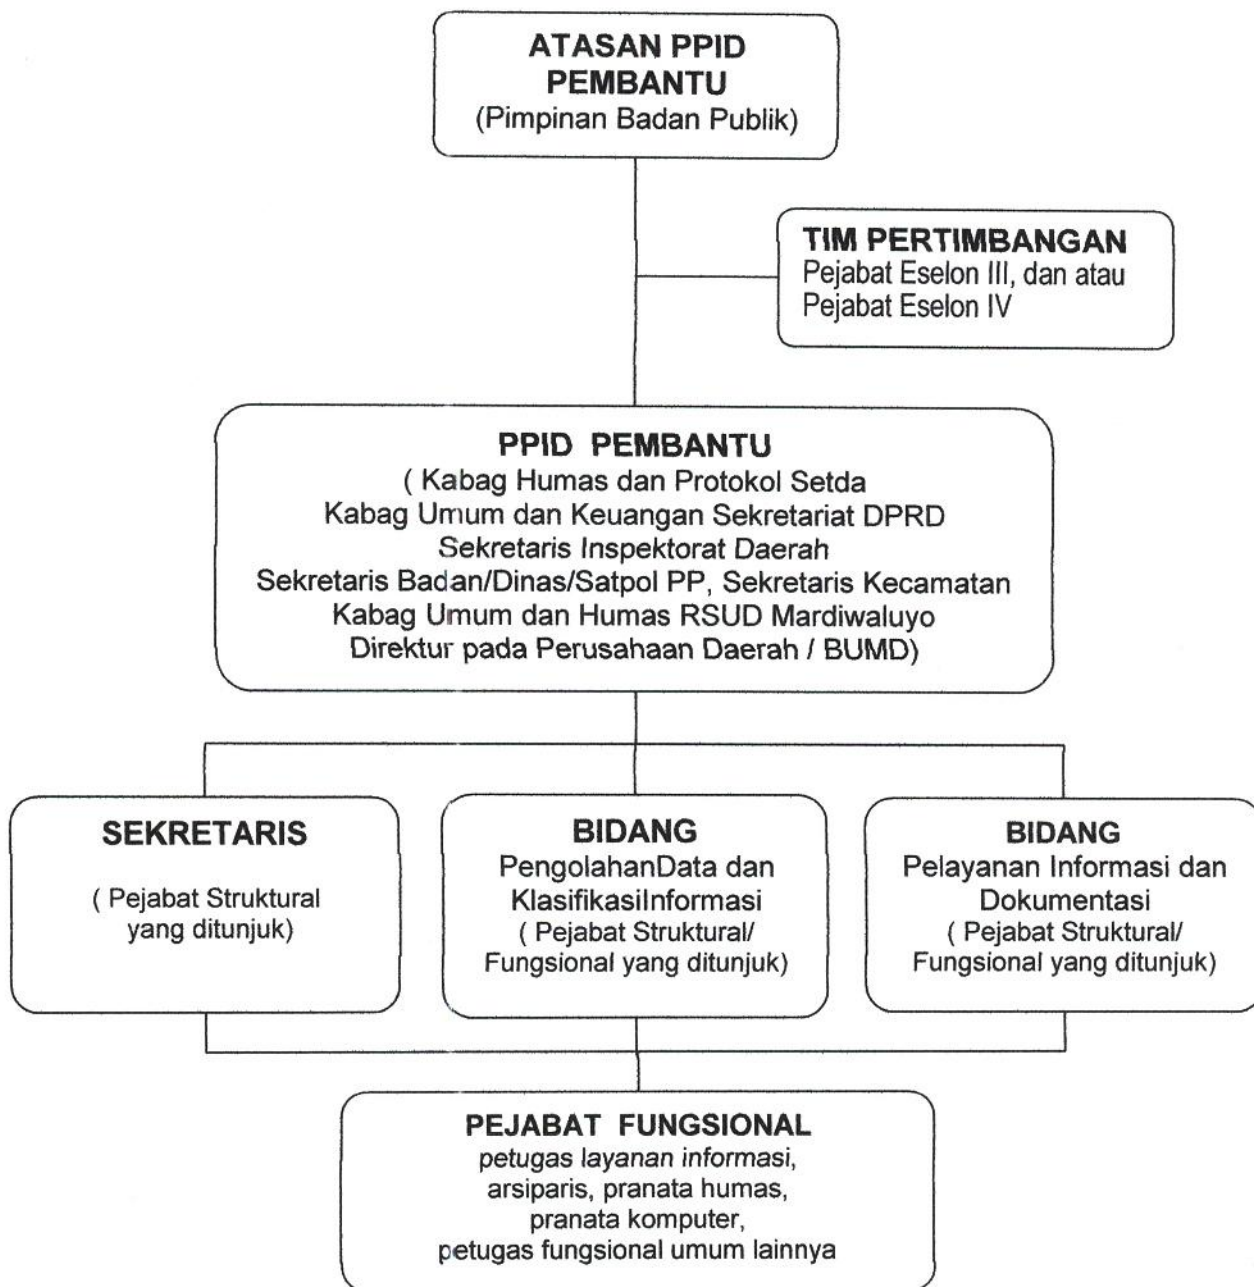 ATASAN PPID
PEMBANTU
(Pimpinan Badan Publik)
TIM PERTIMBANGAN
Pejabat Eselon III, dan atau
Pejabat Eselon IV
PPID PEMBANTU
( Kabag Humas dan Protokol Setda
Kabag Umum dan Keuangan Sekretariat DPRD
Sekretaris Inspektorat Daerah
Sekretaris Badan/Dinas/Satpol PP, Sekretaris Kecamatan
Kabag Umum dan Humas RSUD Mardiwaluyo
Direktur pada Perusahaan Daerah / BUMD)
SEKRETARIS
( Pejabat Struktural
yang ditunjuk)
BIDANG
PengolahanData dan
KlasifikasiInformasi
( Pejabat Struktural/
Fungsional yang ditunjuk)
BIDANG
Pelayanan Informasi dan
Dokumentasi
( Pejabat Struktural/
Fungsional yang ditunjuk)
PEJABAT FUNGSIONAL
petugas layanan informasi,
arsiparis, pranata humas,
pranata komputer,
petugas fungsional umum lainnya